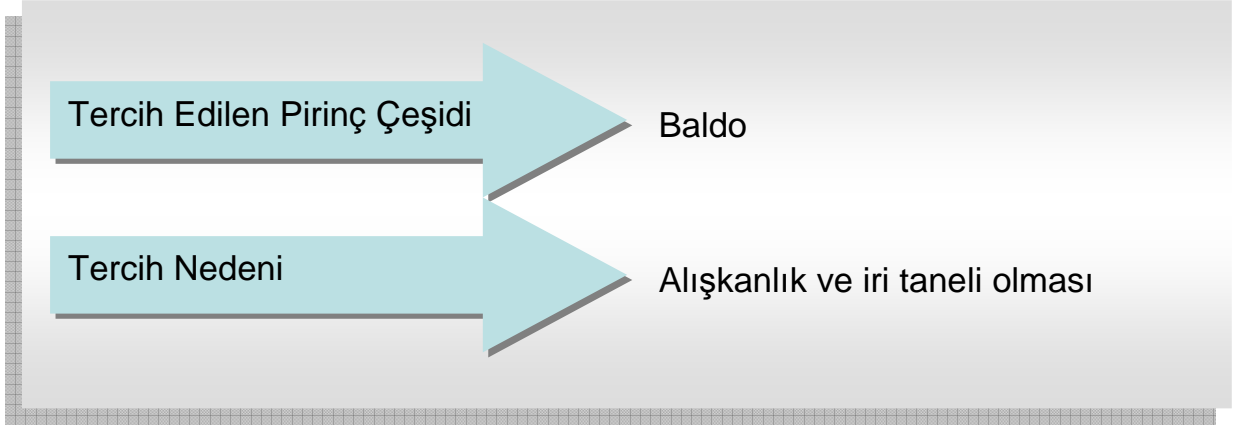 Tercih Edilen Pirinç Çeşidi
Baldo
Tercih Nedeni
Alışkanlık ve iri taneli olması